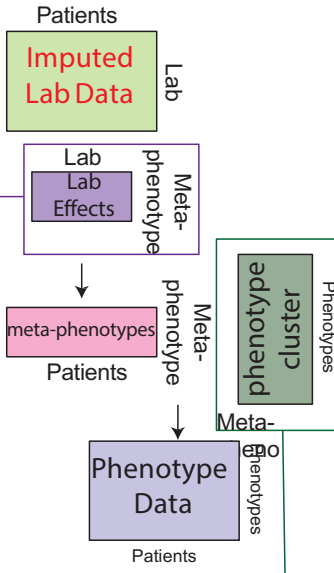 Patients
Imputed
Lab Data
Lab
Lab
Lab
Effects
Meta-
phenotype
meta-phenotypes
Meta-
phenotype
Patients
phenotype
cluster
Phenotypes
Meta-
pheno
Phenotype
Data
Phenotypes
Patients